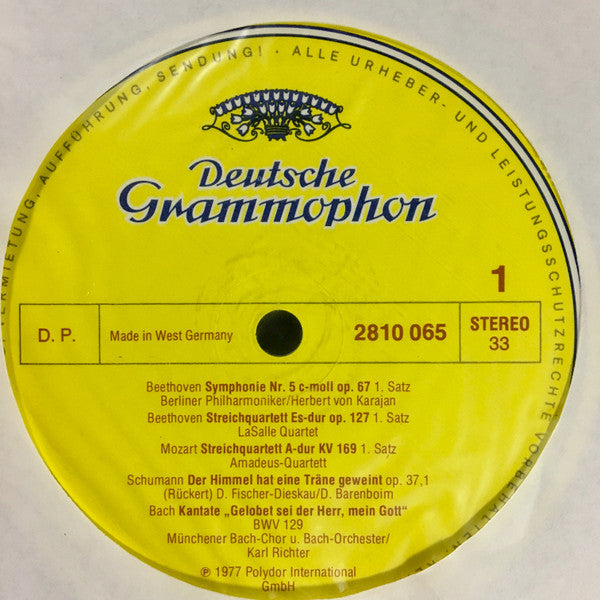 VERMIETUNG, AUFFÜHRUNG, SENDUNG! · ALLE URHEBER- UND LEISTUNGSSCHUTZRECHTE VORBEHALTEN.
Deutsche
Grammophon
1
D. P.
Made in West Germany
2810 065
STEREO
33
Beethoven Symphonie Nr. 5 c-moll op. 67 1. Satz
Berliner Philharmoniker/Herbert von Karajan
Beethoven Streichquartett Es-dur op. 127 1. Satz
LaSalle Quartet
Mozart Streichquartett A-dur KV 169 1. Satz
Amadeus-Quartett
Schumann Der Himmel hat eine Träne geweint op. 37,1
(Rückert) D. Fischer-Dieskau/D. Barenboim
Bach Kantate „Gelobet sei der Herr, mein Gott“
BWV 129
Münchener Bach-Chor u. Bach-Orchester/
Karl Richter
℗ 1977 Polydor International
GmbH